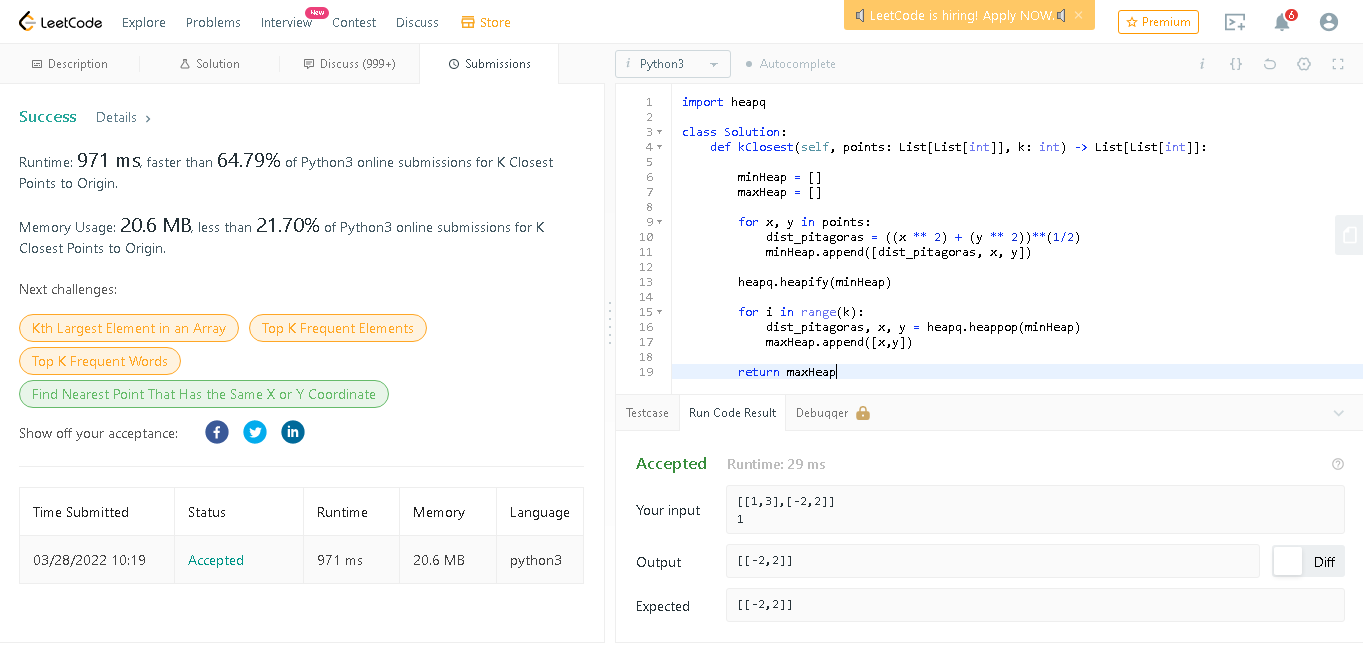 LeetCode Explore Problems Interview New Contest Discuss Store LeetCode is hiring! Apply NOW. × Premium 6
Description Solution Discuss (999+) Submissions
Success Details >
Runtime: 971 ms, faster than 64.79% of Python3 online submissions for K Closest
Points to Origin.
Memory Usage: 20.6 MB, less than 21.70% of Python3 online submissions for K
Closest Points to Origin.
Next challenges:
Kth Largest Element in an Array Top K Frequent Elements
Top K Frequent Words
Find Nearest Point That Has the Same X or Y Coordinate
Show off your acceptance:
Time Submitted Status Runtime Memory Language
03/28/2022 10:19 Accepted 971 ms 20.6 MB python3
i Python3 Autocomplete i {}
1 import heapq
2
3 class Solution:
4 def kClosest(self, points: List[List[int]], k: int) -> List[List[int]]:
5
6 minHeap = []
7 maxHeap = []
8
9 for x, y in points:
10 dist_pitagoras = ((x ** 2) + (y ** 2))**(1/2)
11 minHeap.append([dist_pitagoras, x, y])
12
13 heapq.heapify(minHeap)
14
15 for i in range(k):
16 dist_pitagoras, x, y = heapq.heappop(minHeap)
17 maxHeap.append([x,y])
18
19 return maxHeap
Testcase Run Code Result Debugger
Accepted Runtime: 29 ms
Your input
[[1,3],[-2,2]]
1
Output [[-2,2]] Diff
Expected [[-2,2]]